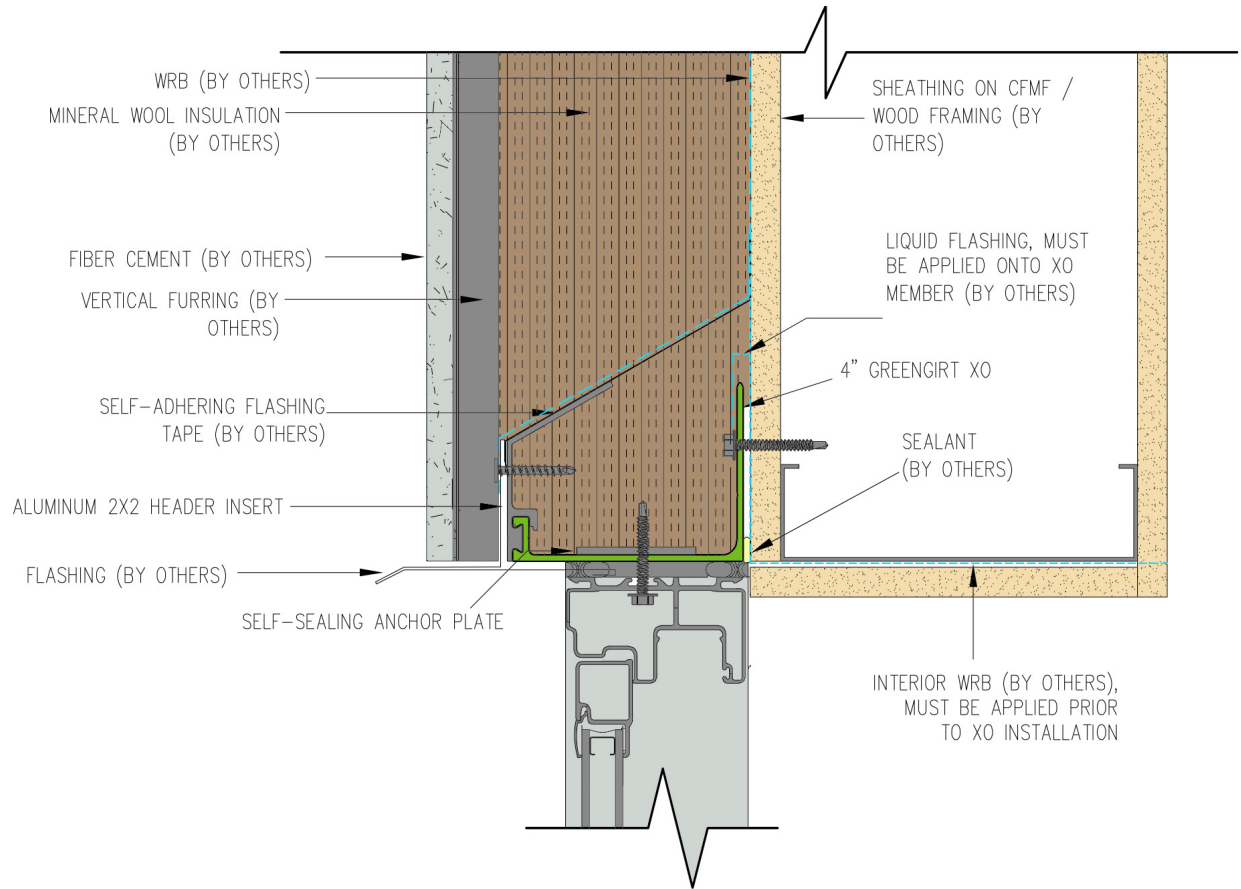 WRB (BY OTHERS)
MINERAL WOOL INSULATION
(BY OTHERS)
FIBER CEMENT (BY OTHERS)
VERTICAL FURRING (BY
OTHERS)
SELF-ADHERING FLASHING
TAPE (BY OTHERS)
ALUMINUM 2X2 HEADER INSERT
FLASHING (BY OTHERS)
SELF-SEALING ANCHOR PLATE
SHEATHING ON CFMF /
WOOD FRAMING (BY
OTHERS)
LIQUID FLASHING, MUST
BE APPLIED ONTO XO
MEMBER (BY OTHERS)
4" GREENGIRT XO
SEALANT
(BY OTHERS)
INTERIOR WRB (BY OTHERS),
MUST BE APPLIED PRIOR
TO XO INSTALLATION